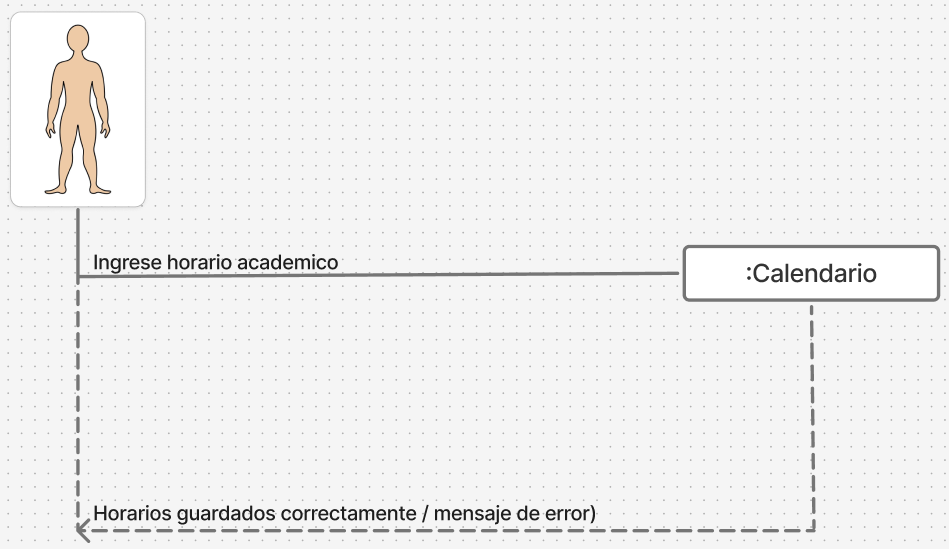 Ingrese horario academico
:Calendario
Horarios guardados correctamente / mensaje de error)